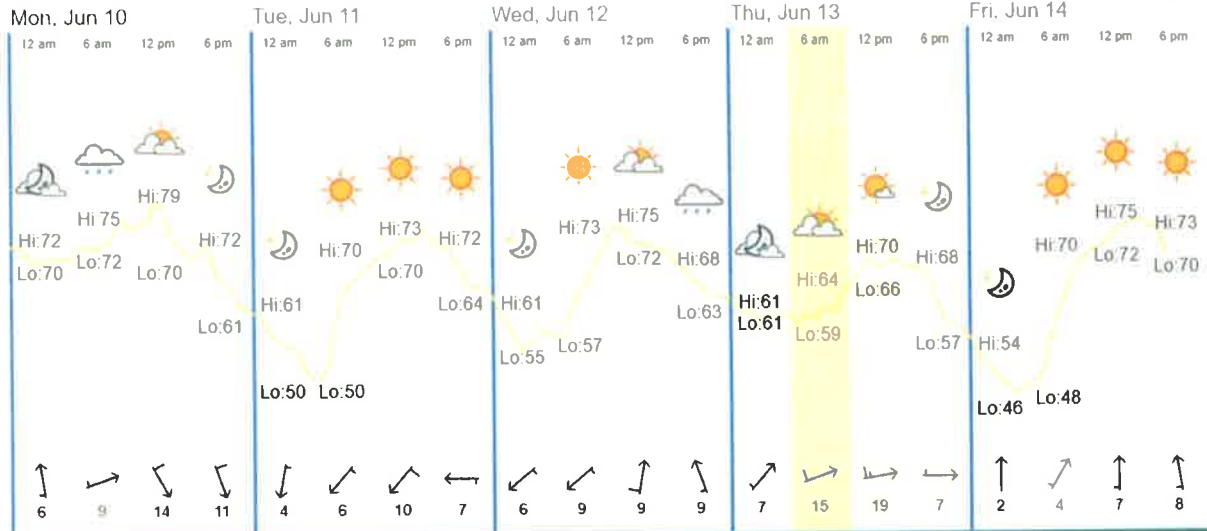 Mon, Jun 10 Tue, Jun 11 Wed, Jun 12 Thu, Jun 13 Fri, Jun 14
12 am 6 am 12 pm 6 pm 12 am 6 am 12 pm 6 pm 12 am 6 am 12 pm 6 pm 12 am 6 am 12 pm 6 pm 12 am 6 am 12 pm 6 pm
Hi:72 Hi:75 Hi:79 Hi:72 Hi:61 Hi:70 Hi:73 Hi:72 Hi:61 Hi:73 Hi:75 Hi:68 Hi:61 Hi:64 Hi:70 Hi:68 Hi:54 Hi:70 Hi:75 Hi:73
Lo:70 Lo:72 Lo:70 Lo:61 Lo:50 Lo:50 Lo:70 Lo:64 Lo:55 Lo:57 Lo:72 Lo:63 Lo:61 Lo:59 Lo:66 Lo:57 Lo:46 Lo:48 Lo:72 Lo:70
6 9 14 11 4 6 10 7 6 9 9 9 7 15 19 7 2 4 7 8